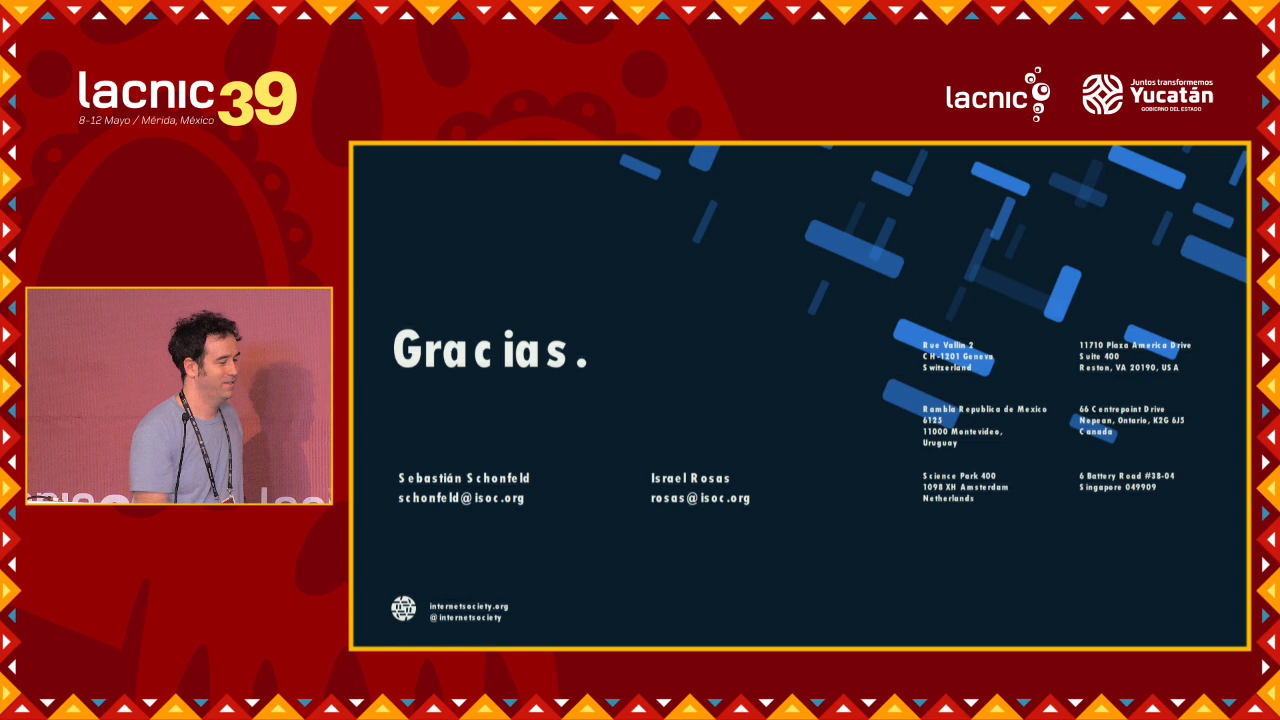 lacnic 39
8-12 Mayo / Mérida, México
lacnic
Juntos transformemos
Yucatán
GOBIERNO DEL ESTADO
Gracias.
Sebastián Schonfeld
schonfeld@isoc.org
Israel Rosas
rosas@isoc.org
Rue Vallin 2
CH-1201 Geneva
Switzerland
11710 Plaza America Drive
Suite 400
Reston, VA 20190, USA
Rambla Republica de Mexico
6125
11000 Montevideo,
Uruguay
66 Centrepoint Drive
Nepean, Ontario, K2G 6J5
Canada
Science Park 400
1098 XH Amsterdam
Netherlands
6 Battery Road #38-04
Singapore 049909
internetsociety.org
@internetsociety